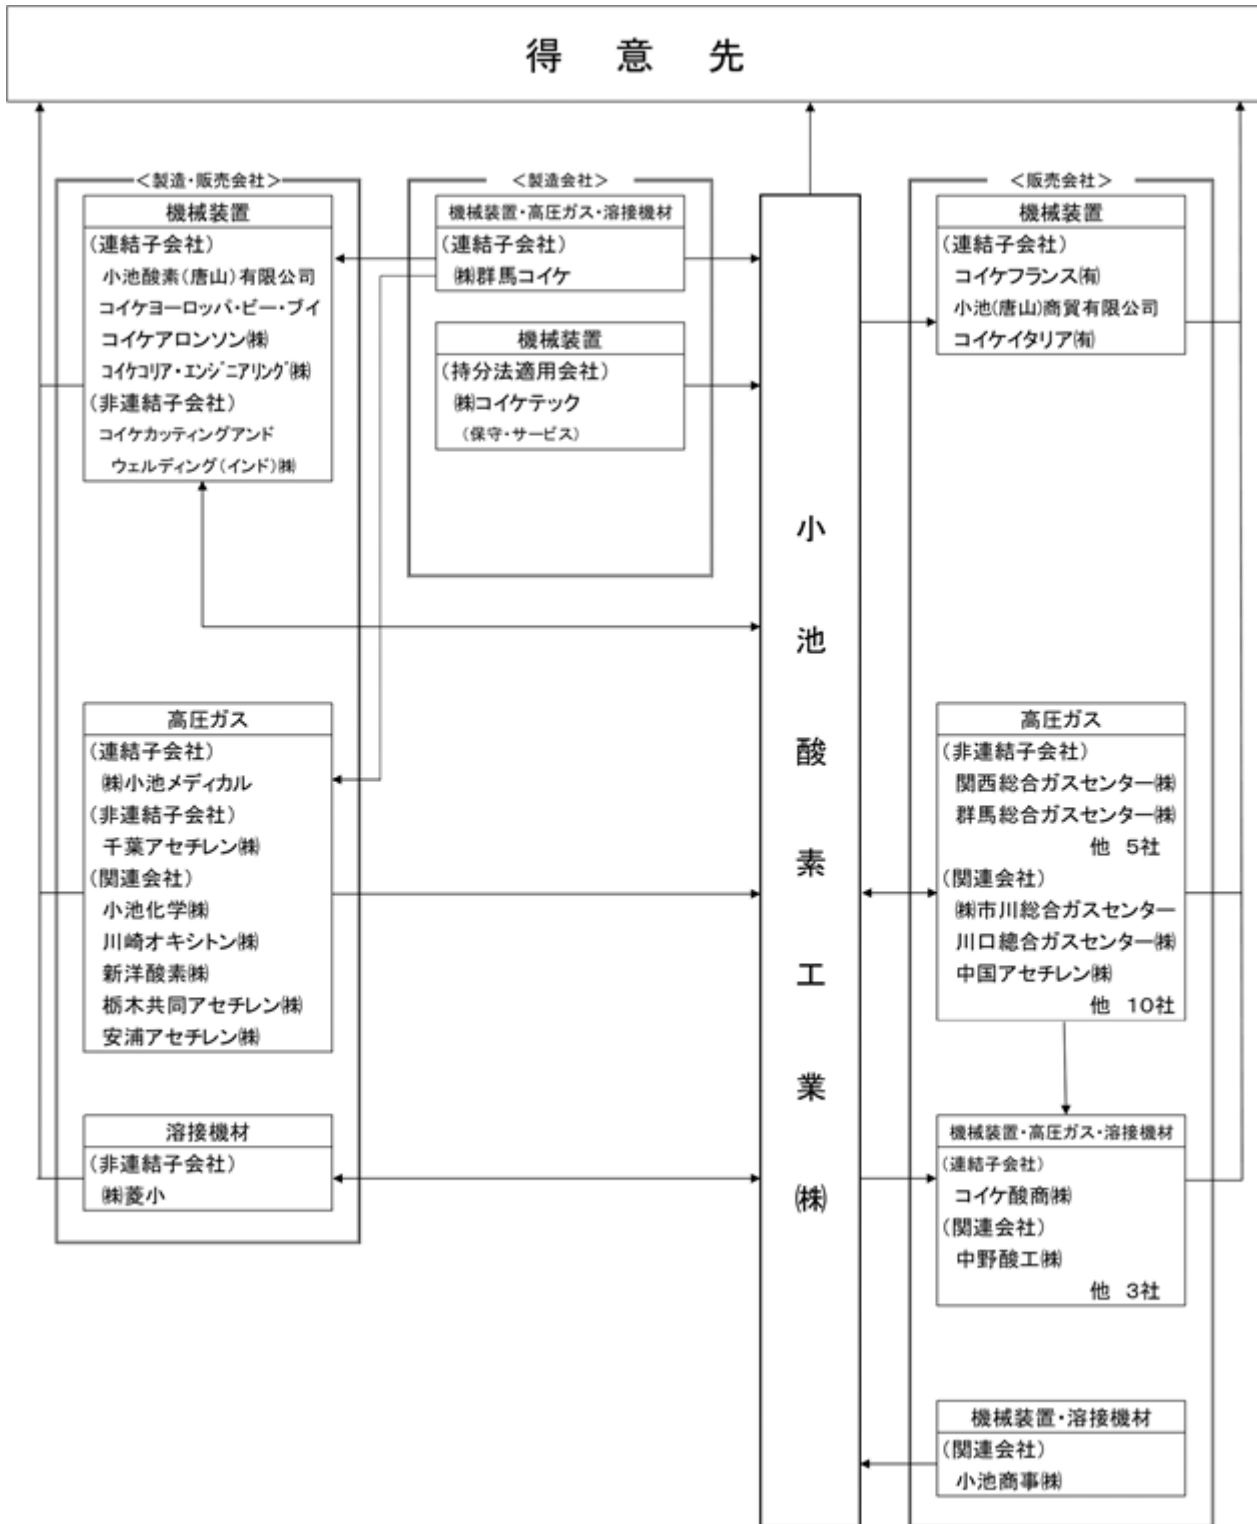 得意先
＜製造・販売会社＞
機械装置
(連結子会社)
小池酸素(唐山)有限公司
コイケヨーロッパ・ビー・ブイ
コイケアロンソン㈱
コイケコリア・エンジニアリング㈱
(非連結子会社)
コイケカッティングアンド
ウェルディング(インド)㈱
高圧ガス
(連結子会社)
㈱小池メディカル
(非連結子会社)
千葉アセチレン㈱
(関連会社)
小池化学㈱
川崎オキシトン㈱
新洋酸素㈱
栃木共同アセチレン㈱
安浦アセチレン㈱
溶接機材
(非連結子会社)
㈱菱小
＜製造会社＞
機械装置・高圧ガス・溶接機材
(連結子会社)
㈱群馬コイケ
機械装置
(持分法適用会社)
㈱コイケテック
(保守・サービス)
小池酸素工業㈱
＜販売会社＞
機械装置
(連結子会社)
コイケフランス㈲
小池(唐山)商貿有限公司
コイケイタリア㈲
高圧ガス
(非連結子会社)
関西総合ガスセンター㈱
群馬総合ガスセンター㈱
他 5社
(関連会社)
㈱市川総合ガスセンター
川口總合ガスセンター㈱
中国アセチレン㈱
他 10社
機械装置・高圧ガス・溶接機材
(連結子会社)
コイケ酸商㈱
(関連会社)
中野酸工㈱
他 3社
機械装置・溶接機材
(関連会社)
小池商事㈱